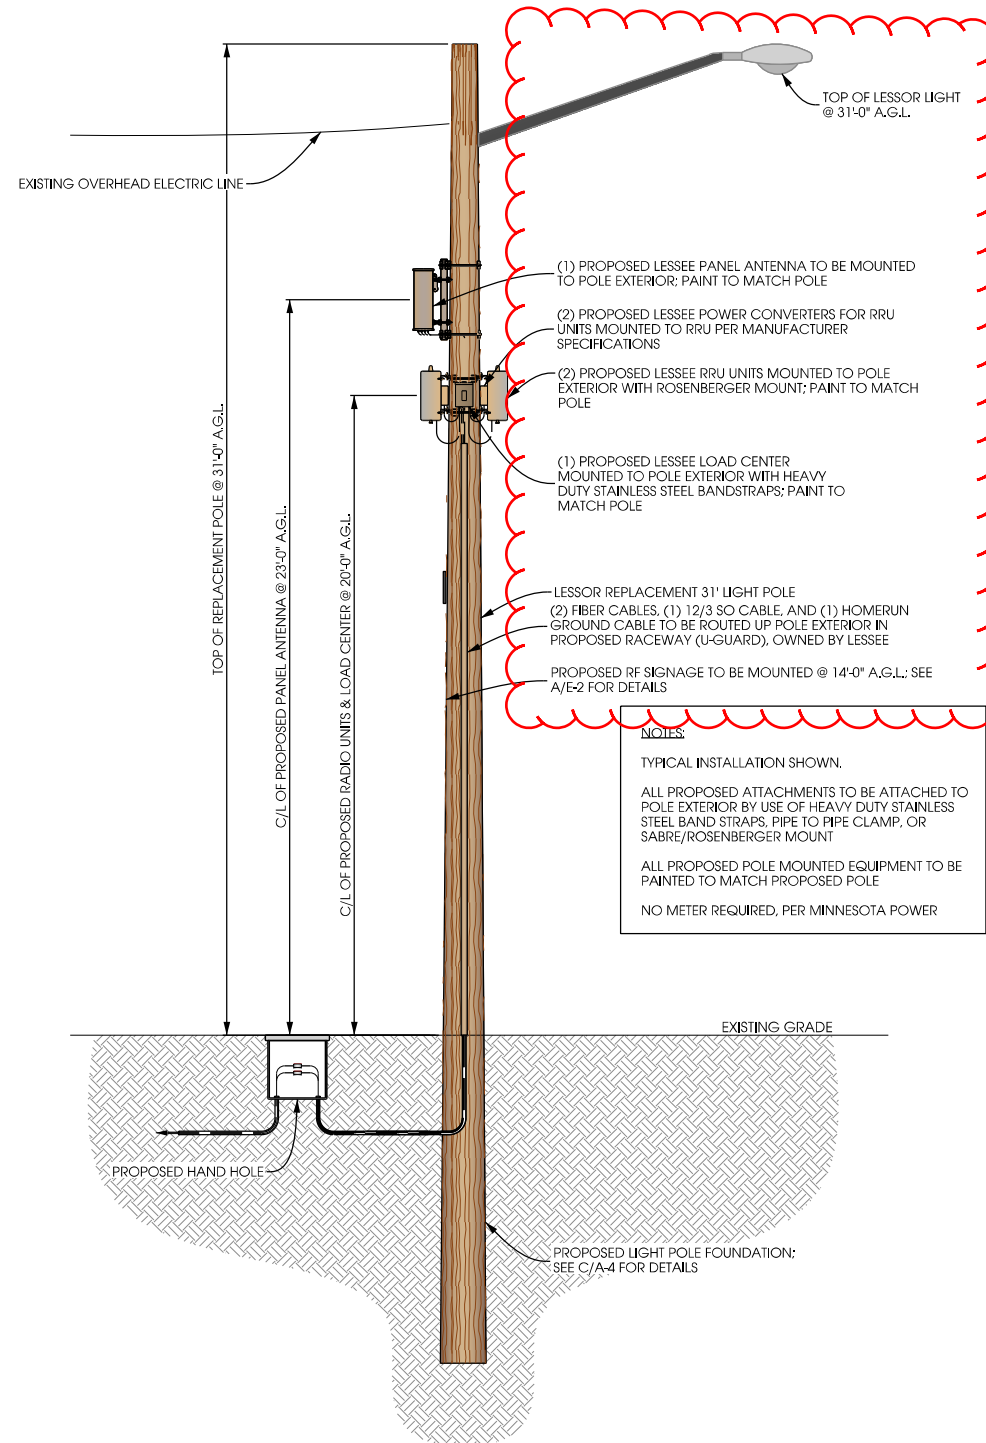 TOP OF LESSOR LIGHT
@ 31'-0" A.G.L.
EXISTING OVERHEAD ELECTRIC LINE
(1) PROPOSED LESSEE PANEL ANTENNA TO BE MOUNTED
TO POLE EXTERIOR; PAINT TO MATCH POLE
(2) PROPOSED LESSEE POWER CONVERTERS FOR RRU
UNITS MOUNTED TO RRU PER MANUFACTURER
SPECIFICATIONS
(2) PROPOSED LESSEE RRU UNITS MOUNTED TO POLE
EXTERIOR WITH ROSENBERGER MOUNT; PAINT TO MATCH
POLE
(1) PROPOSED LESSEE LOAD CENTER
MOUNTED TO POLE EXTERIOR WITH HEAVY
DUTY STAINLESS STEEL BANDSTRAPS; PAINT TO
MATCH POLE
TOP OF REPLACEMENT POLE @ 31'-0" A.G.L.
C/L OF PROPOSED PANEL ANTENNA @ 23'-0" A.G.L.
C/L OF PROPOSED RADIO UNITS & LOAD CENTER @ 20'-0" A.G.L.
LESSOR REPLACEMENT 31' LIGHT POLE
(2) FIBER CABLES, (1) 12/3 SO CABLE, AND (1) HOMERUN
GROUND CABLE TO BE ROUTED UP POLE EXTERIOR IN
PROPOSED RACEWAY (U-GUARD), OWNED BY LESSEE
PROPOSED RF SIGNAGE TO BE MOUNTED @ 14'-0" A.G.L.; SEE
A/E-2 FOR DETAILS
NOTES:
TYPICAL INSTALLATION SHOWN.
ALL PROPOSED ATTACHMENTS TO BE ATTACHED TO
POLE EXTERIOR BY USE OF HEAVY DUTY STAINLESS
STEEL BAND STRAPS, PIPE TO PIPE CLAMP, OR
SABRE/ROSENBERGER MOUNT
ALL PROPOSED POLE MOUNTED EQUIPMENT TO BE
PAINTED TO MATCH PROPOSED POLE
NO METER REQUIRED, PER MINNESOTA POWER
EXISTING GRADE
PROPOSED HAND HOLE
PROPOSED LIGHT POLE FOUNDATION;
SEE C/A-4 FOR DETAILS